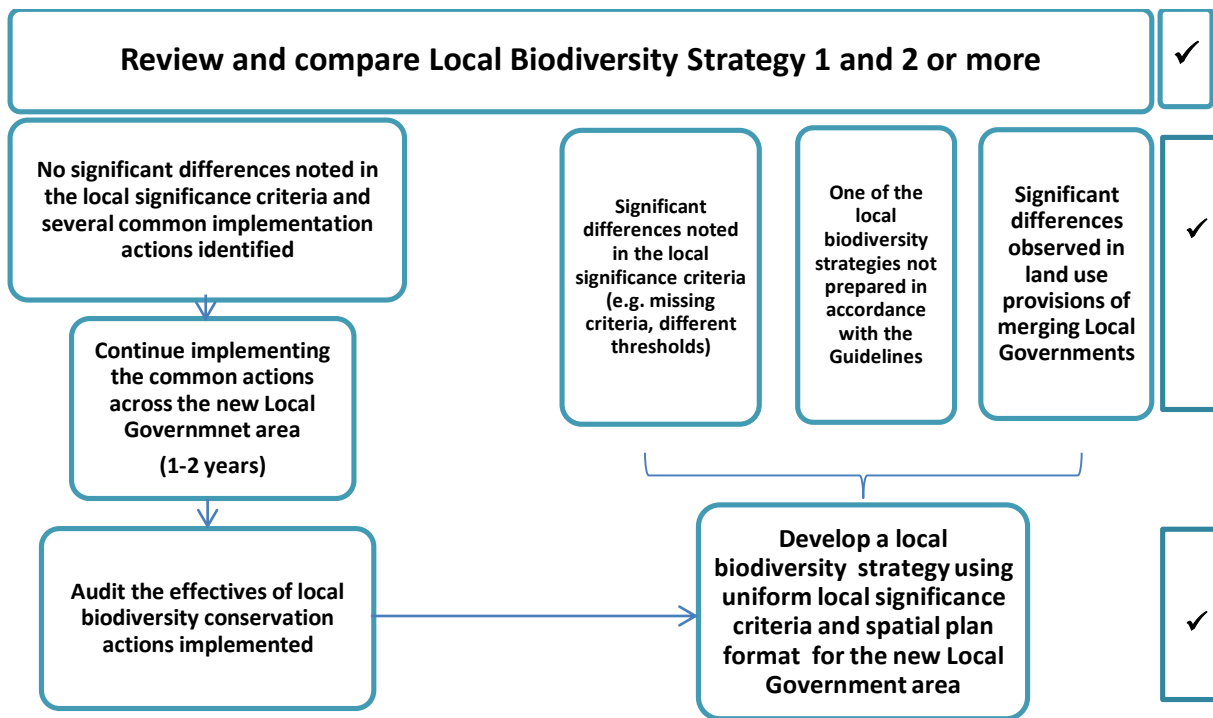 Review and compare Local Biodiversity Strategy 1 and 2 or more
✓
No significant differences noted in
the local significance criteria and
several common implementation
actions identified
Significant
differences noted
in the local
significance criteria
(e.g. missing
criteria, different
thresholds)
One of the
local
biodiversity
strategies not
prepared in
accordance
with the
Guidelines
Significant
differences
observed in
land use
provisions of
merging Local
Governments
✓
Continue implementing
the common actions
across the new Local
Governmnet area
(1-2 years)
Audit the effectives of local
biodiversity conservation
actions implemented
Develop a local
biodiversity strategy using
uniform local significance
criteria and spatial plan
format for the new Local
Government area
✓